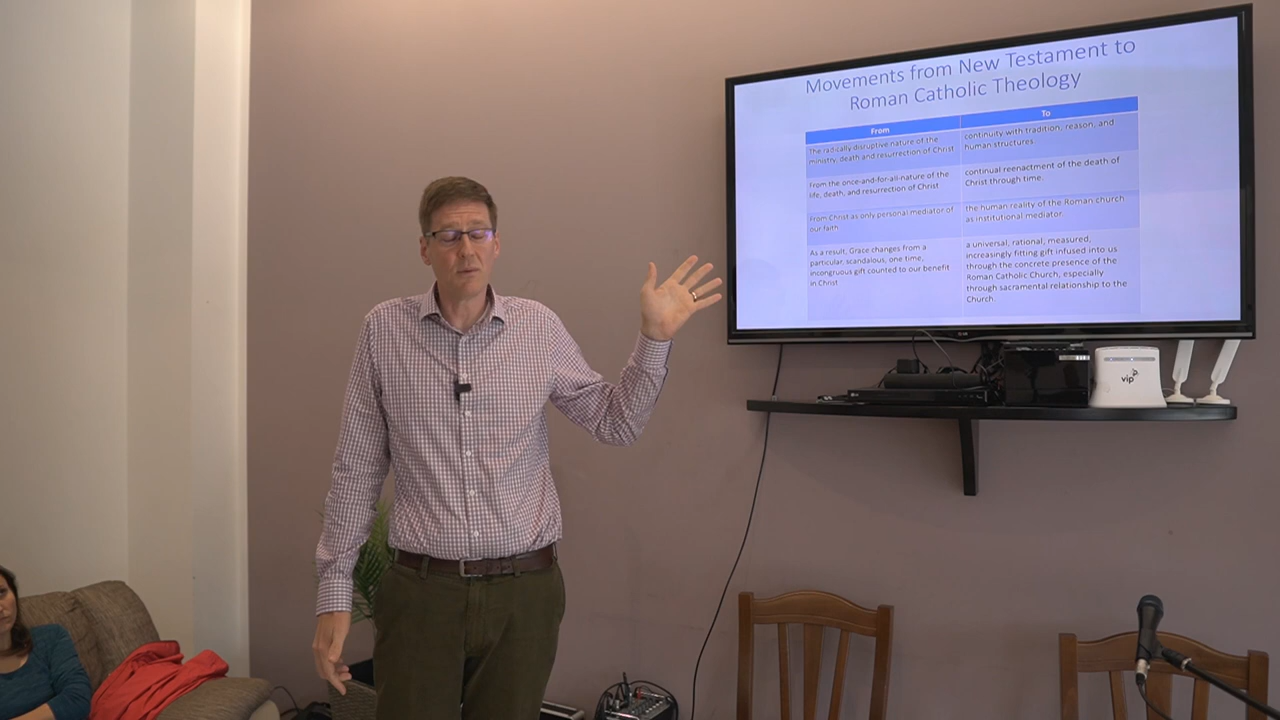 Movements from New Testament to
Roman Catholic Theology
From
To
The radically disruptive nature of the
ministry, death and resurrection of Christ
continuity with tradition, reason, and
human structures.
From the once-and-for-all-nature of the
life, death, and resurrection of Christ
continual reenactment of the death of
Christ through time.
From Christ as only personal mediator of
our faith
the human reality of the Roman church
as institutional mediator.
As a result, Grace changes from a
particular, scandalous, one time,
incongruous gift counted to our benefit
in Christ
a universal, rational, measured,
increasingly fitting gift infused into us
through the concrete presence of the
Roman Catholic Church, especially
through sacramental relationship to the
Church.
vip